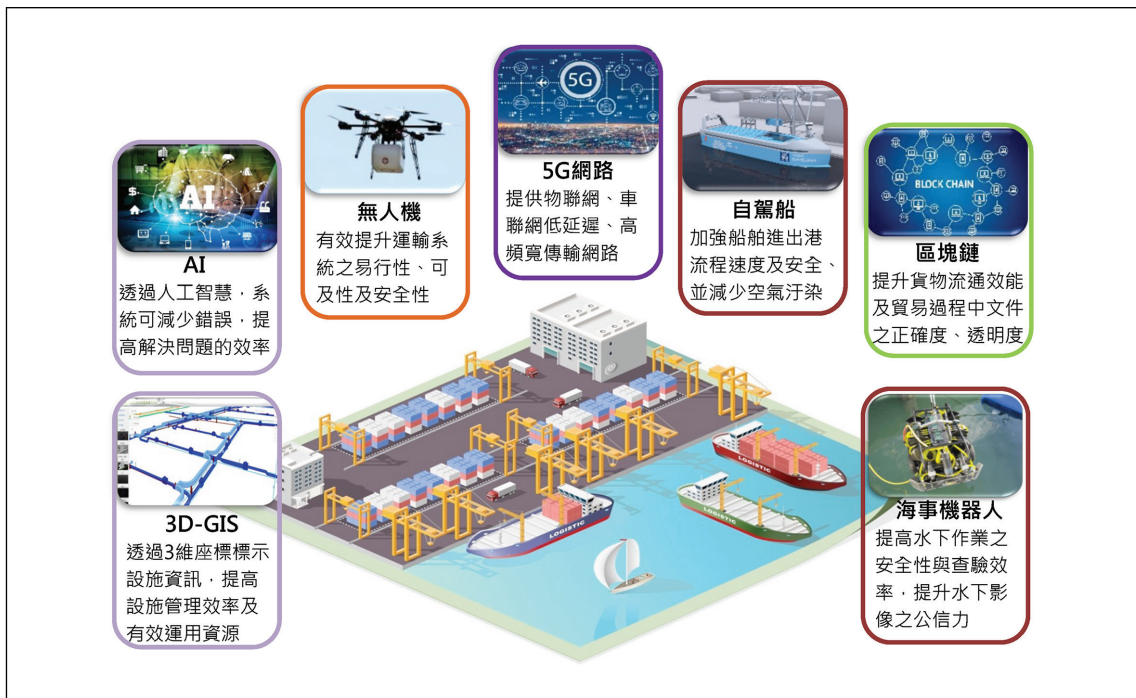 5G
5G網路
提供物聯網、車
聯網低延遲、高
頻寬傳輸網路
無人機
有效提升運輸系
統之易行性、可
及性及安全性
自駕船
加強船舶進出港
流程速度及安全、
並減少空氣汙染
AI
AI
透過人工智慧，系
統可減少錯誤，提
高解決問題的效率
BLOCK CHAIN
區塊鏈
提升貨物流通效能
及貿易過程中文件
之正確度、透明度
3D-GIS
透過3維座標標示
設施資訊，提高
設施管理效率及
有效運用資源
海事機器人
提高水下作業之
安全性與查驗效
率，提升水下影
像之公信力
LOGISTIC
LOGISTIC
LOGISTIC